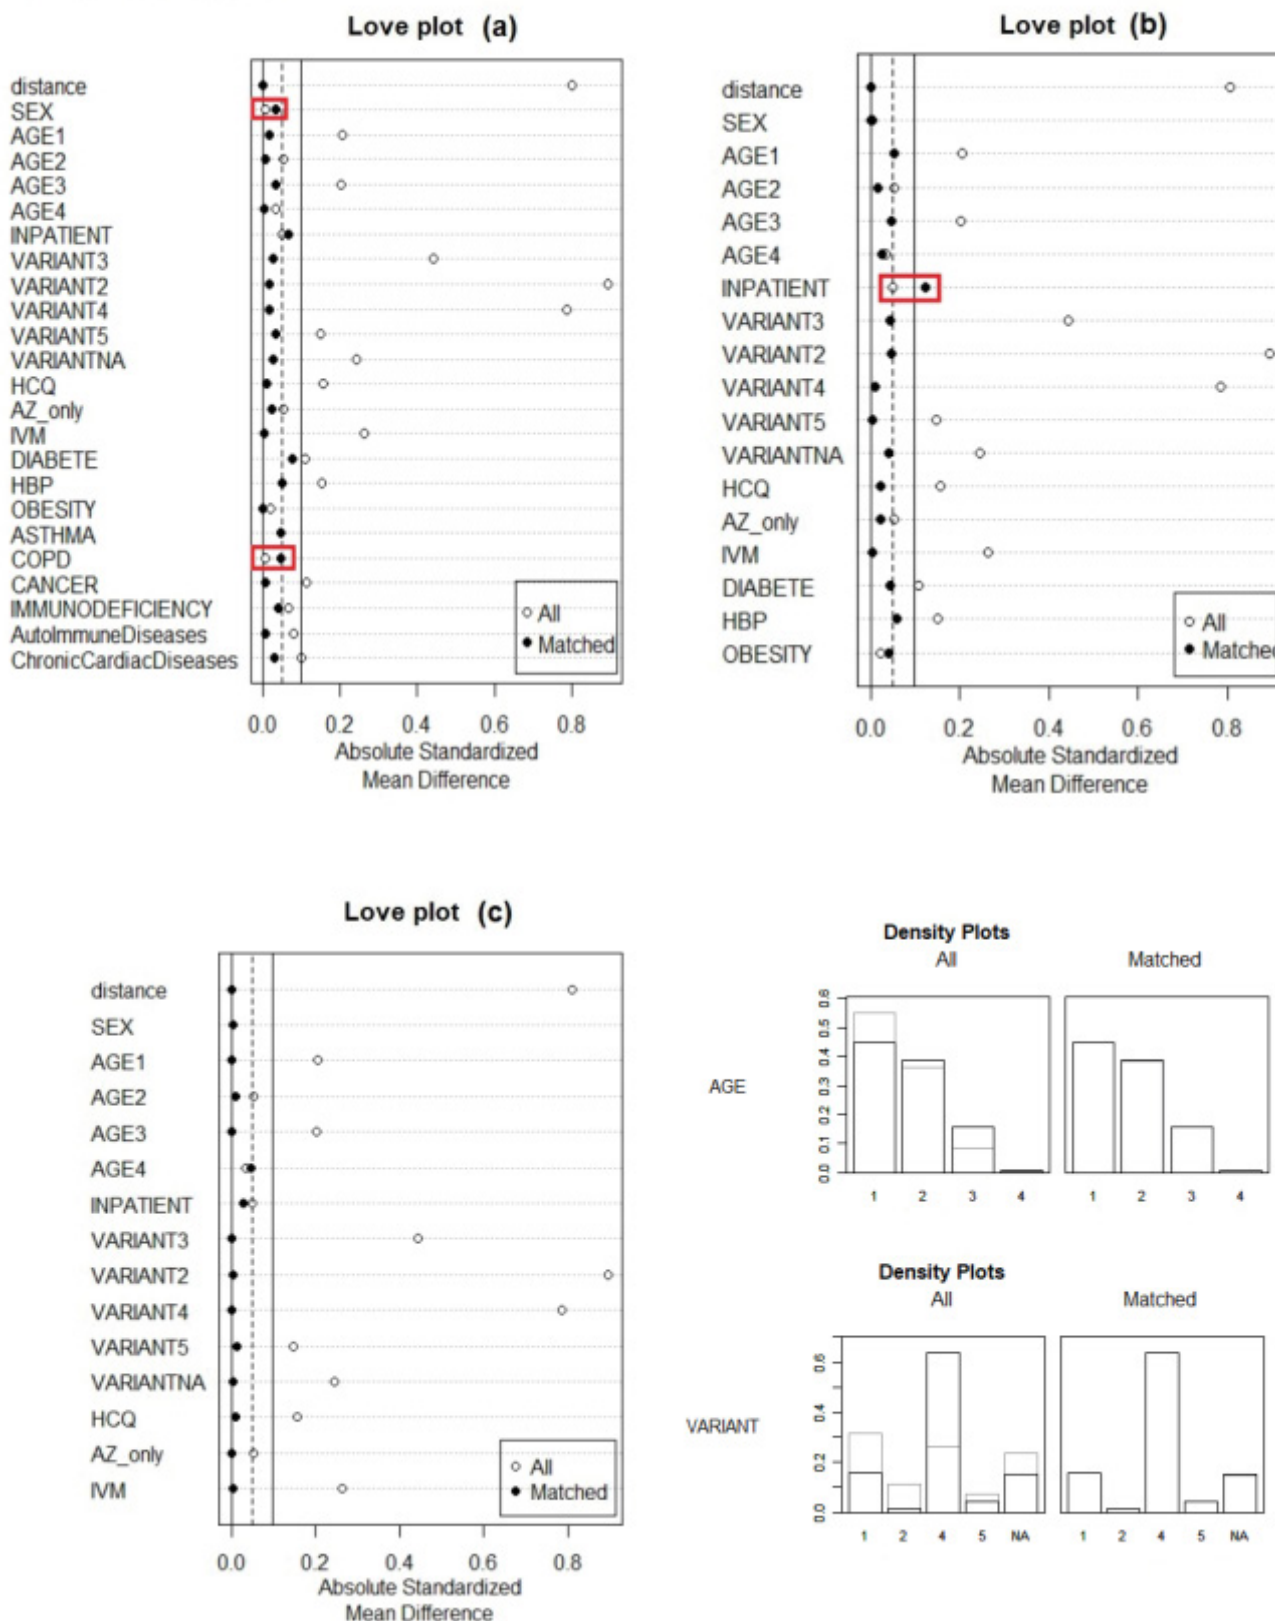 Love plot (a)
distance
SEX
AGE1
AGE2
AGE3
AGE4
INPATIENT
VARIANT3
VARIANT2
VARIANT4
VARIANT5
VARIANTNA
HCQ
AZ_only
IVM
DIABETE
HBP
OBESITY
ASTHMA
COPD
CANCER
IMMUNODEFICIENCY
AutoImmuneDiseases
ChronicCardiacDiseases
All
Matched
0.0 0.2 0.4 0.6 0.8
Absolute Standardized
Mean Difference
Love plot (b)
distance
SEX
AGE1
AGE2
AGE3
AGE4
INPATIENT
VARIANT3
VARIANT2
VARIANT4
VARIANT5
VARIANTNA
HCQ
AZ_only
IVM
DIABETE
HBP
OBESITY
All
Matched
0.0 0.2 0.4 0.6 0.8
Absolute Standardized
Mean Difference
Love plot (c)
distance
SEX
AGE1
AGE2
AGE3
AGE4
INPATIENT
VARIANT3
VARIANT2
VARIANT4
VARIANT5
VARIANTNA
HCQ
AZ_only
IVM
All
Matched
0.0 0.2 0.4 0.6 0.8
Absolute Standardized
Mean Difference
Density Plots
All Matched
AGE
0.0 0.1 0.2 0.3 0.4 0.5 0.6
1 2 3 4 1 2 3 4
Density Plots
All Matched
VARIANT
0.0 0.2 0.4 0.6
1 2 4 5 NA 1 2 4 5 NA